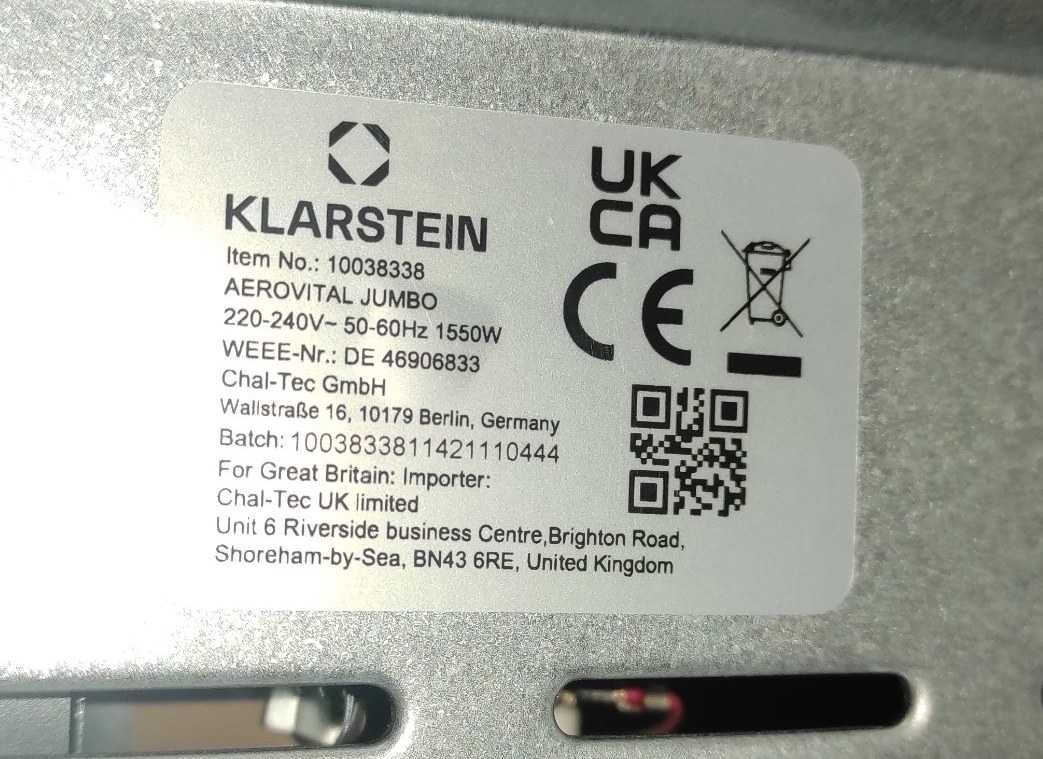 KLARSTEIN
Item No.: 10038338
AEROVITAL JUMBO
220-240V~ 50-60Hz 1550W
WEEE-Nr.: DE 46906833
Chal-Tec GmbH
Wallstraße 16, 10179 Berlin, Germany
Batch: 1003833811421110444
For Great Britain: Importer:
Chal-Tec UK limited
Unit 6 Riverside business Centre,Brighton Road,
Shoreham-by-Sea, BN43 6RE, United Kingdom
UK
CA
CE